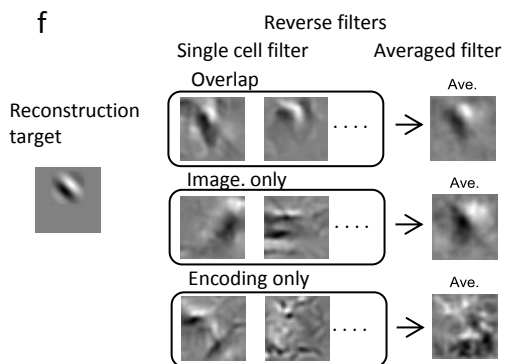 f
Reverse filters
Single cell filter Averaged filter
Overlap
Ave.
Reconstruction
target
. . . .
Image. only
Ave.
. . . .
Encoding only
Ave.
. . . .